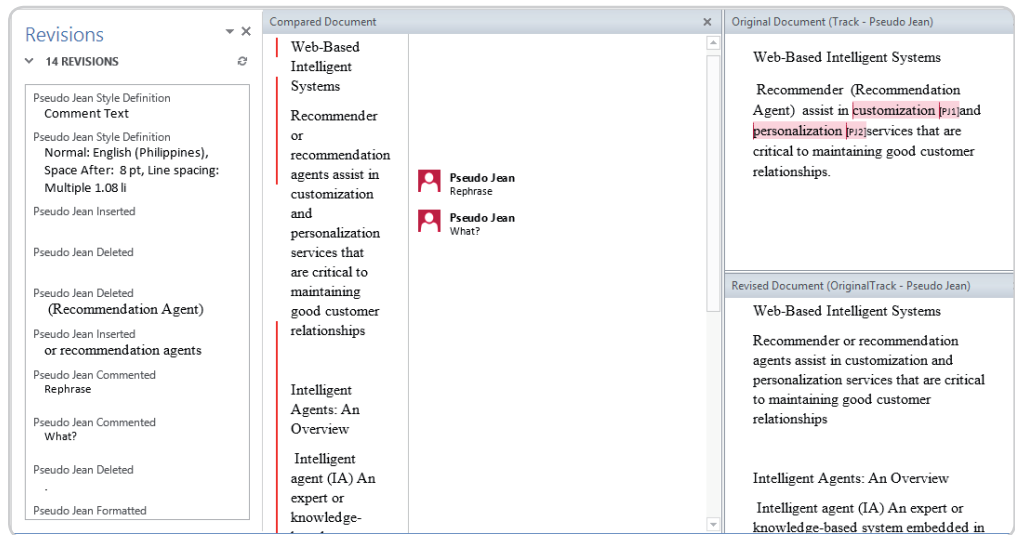 Revisions
14 REVISIONS
Pseudo Jean Style Definition
Comment Text
Pseudo Jean Style Definition
Normal: English (Philippines),
Space After: 8 pt, Line spacing:
Multiple 1.08 li
Pseudo Jean Inserted
Pseudo Jean Deleted
Pseudo Jean Deleted
(Recommendation Agent)
Pseudo Jean Inserted
or recommendation agents
Pseudo Jean Commented
Rephrase
Pseudo Jean Commented
What?
Pseudo Jean Deleted
.
Pseudo Jean Formatted
Compared Document
Web-Based
Intelligent
Systems
Recommender
or
recommendation
agents assist in
customization
and
personalization
services that
are critical to
maintaining
good customer
relationships
Intelligent
Agents: An
Overview
Intelligent
agent (IA) An
expert or
knowledge-
Pseudo Jean
Rephrase
Pseudo Jean
What?
Original Document (Track - Pseudo Jean)
Web-Based Intelligent Systems
Recommender (Recommendation
Agent) assist in customization [PJ1]and
personalization [PJ2]services that are
critical to maintaining good customer
relationships.
Revised Document (OriginalTrack - Pseudo Jean)
Web-Based Intelligent Systems
Recommender or recommendation
agents assist in customization and
personalization services that are critical
to maintaining good customer
relationships
Intelligent Agents: An Overview
Intelligent agent (IA) An expert or
knowledge-based system embedded in